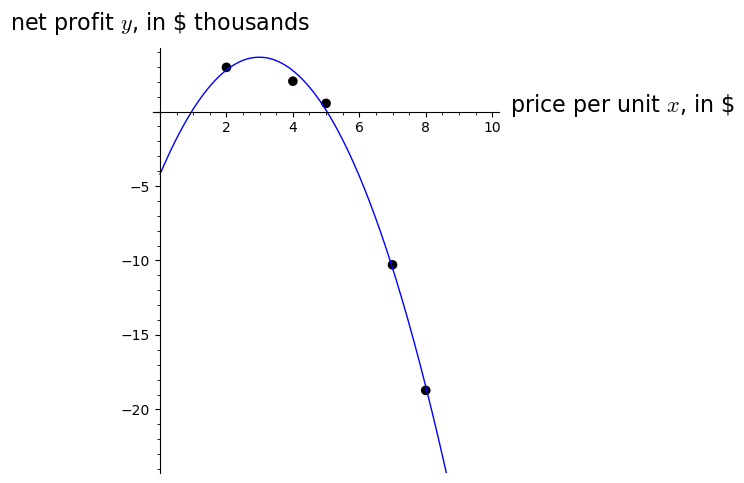 net profit y, in $ thousands
price per unit x, in $
2 4 6 8 10
−5
−10
−15
−20